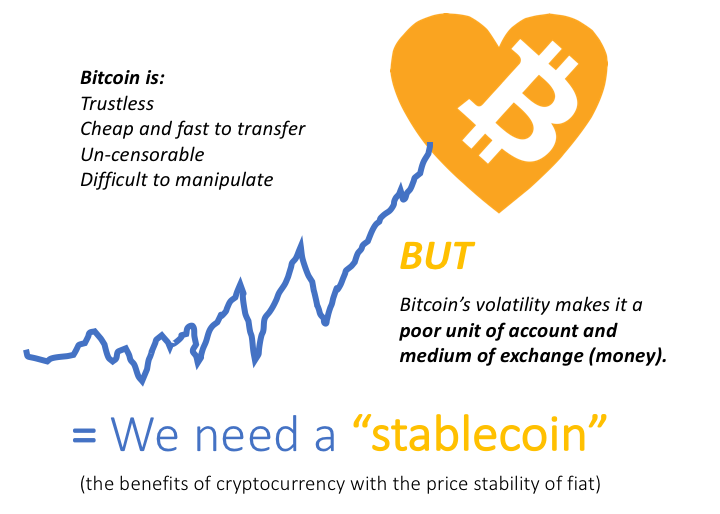 Bitcoin is:
Trustless
Cheap and fast to transfer
Un-censorable
Difficult to manipulate
BUT
Bitcoin’s volatility makes it a
poor unit of account and
medium of exchange (money).
= We need a “stablecoin”
(the benefits of cryptocurrency with the price stability of fiat)